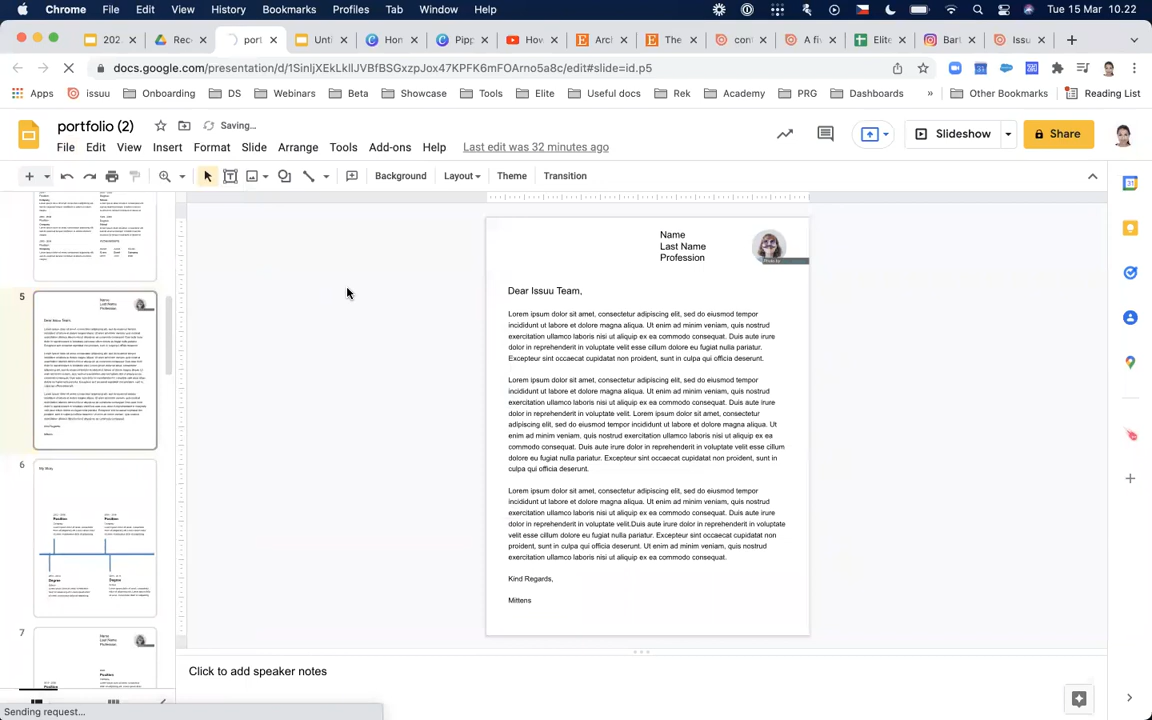 Chrome File Edit View History Bookmarks Profiles Tab Window Help Tue 15 Mar 10.22
202 Rec port Unti Hon Pipp How Arc The con A fiv Elite Bart Issu
docs.google.com/presentation/d/1SinIjXEkLkIlJVBfBSGxzpJox47KPFK6mFOArno5a8c/edit#slide=id.p5
Apps issuu Onboarding DS Webinars Beta Showcase Tools Elite Useful docs Rek Academy PRG Dashboards » Other Bookmarks Reading List
portfolio (2) Saving...
File Edit View Insert Format Slide Arrange Tools Add-ons Help Last edit was 32 minutes ago
Slideshow Share
Background Layout Theme Transition
5
6
My Story
7
Name
Last Name
Profession
Dear Issuu Team,
Lorem ipsum dolor sit amet, consectetur adipiscing elit, sed do eiusmod tempor
incididunt ut labore et dolore magna aliqua. Ut enim ad minim veniam, quis nostrud
exercitation ullamco laboris nisi ut aliquip ex ea commodo consequat. Duis aute irure
dolor in reprehenderit in voluptate velit esse cillum dolore eu fugiat nulla pariatur.
Excepteur sint occaecat cupidatat non proident, sunt in culpa qui officia deserunt.
Lorem ipsum dolor sit amet, consectetur adipiscing elit, sed do eiusmod tempor
incididunt ut labore et dolore magna aliqua. Ut enim ad minim veniam, quis nostrud
exercitation ullamco laboris nisi ut aliquip ex ea commodo consequat. Duis aute irure
dolor in reprehenderit in voluptate velit. Lorem ipsum dolor sit amet, consectetur
adipiscing elit, sed do eiusmod tempor incididunt ut labore et dolore magna aliqua. Ut
enim ad minim veniam, quis nostrud exercitation ullamco laboris nisi ut aliquip ex ea
commodo consequat. Duis aute irure dolor in reprehenderit in voluptate velit esse cillum
dolore eu fugiat nulla pariatur. Excepteur sint occaecat cupidatat non proident, sunt in
culpa qui officia deserunt.
Lorem ipsum dolor sit amet, consectetur adipiscing elit, sed do eiusmod tempor
incididunt ut labore et dolore magna aliqua. Ut enim ad minim veniam, quis nostrud
exercitation ullamco laboris nisi ut aliquip ex ea commodo consequat. Duis aute irure
dolor in reprehenderit in voluptate velit.Duis aute irure dolor in reprehenderit in voluptate
velit esse cillum dolore eu fugiat nulla pariatur. Excepteur sint occaecat cupidatat non
proident, sunt in culpa qui officia deserunt. Ut enim ad minim veniam, quis nostrud
exercitation ullamco laboris nisi ut aliquip ex ea commodo consequat.
Kind Regards,
Mittens
Click to add speaker notes
Sending request...